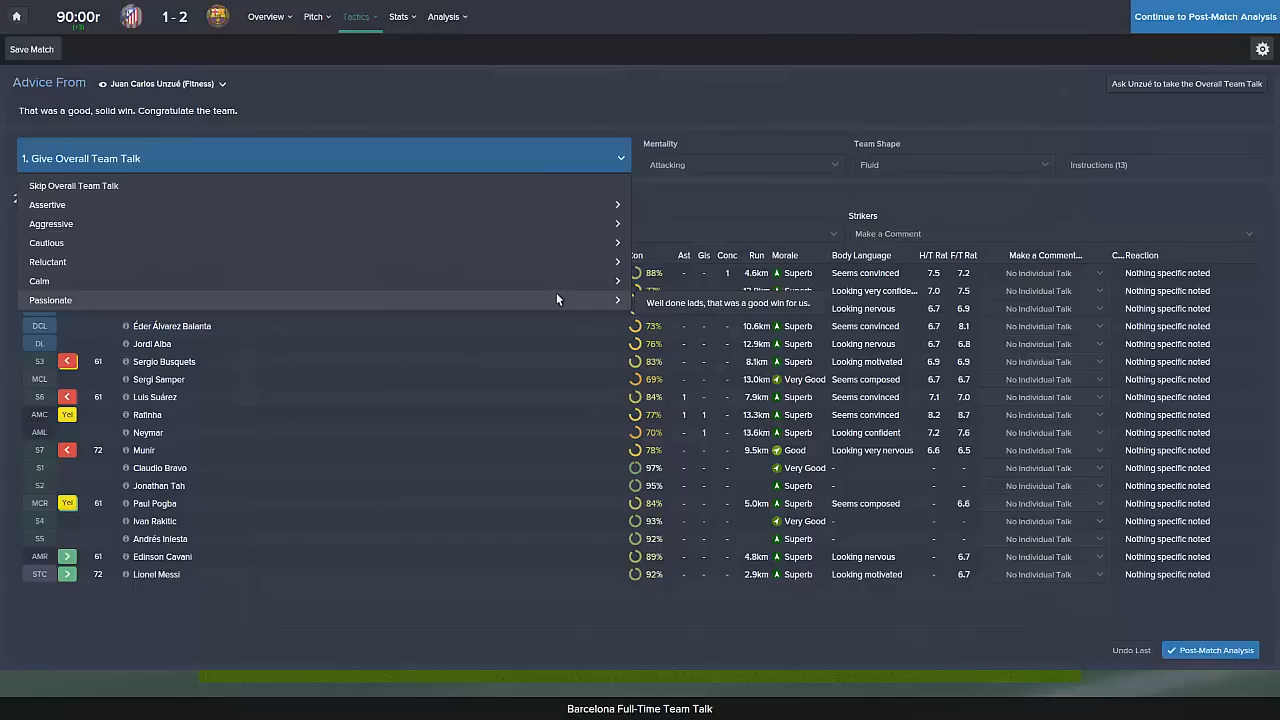 90:00r
(+3)
1 - 2
Overview
Pitch
Tactics
Stats
Analysis
Continue to Post-Match Analysis
Save Match
Advice From
Juan Carlos Unzué (Fitness)
Ask Unzué to take the Overall Team Talk
That was a good, solid win. Congratulate the team.
1. Give Overall Team Talk
Mentality
Team Shape
Attacking
Fluid
Instructions (13)
Skip Overall Team Talk
Assertive
Aggressive
Cautious
Reluctant
Calm
Passionate
Well done lads, that was a good win for us.
Strikers
Make a Comment
Ast Gls Conc Run Morale Body Language H/T Rat F/T Rat Make a Comment... C... Reaction
88% - - 1 4.6km Superb Seems convinced 7.5 7.2 No Individual Talk Nothing specific noted
Superb Looking very confide... 7.0 7.5 No Individual Talk Nothing specific noted
Looking nervous 6.7 6.9 No Individual Talk Nothing specific noted
DCL Éder Álvarez Balanta 73% - - - 10.6km Superb Seems convinced 6.7 8.1 No Individual Talk Nothing specific noted
DL Jordi Alba 76% - - - 12.9km Superb Looking nervous 6.7 6.8 No Individual Talk Nothing specific noted
S3 61 Sergio Busquets 83% - - - 8.1km Superb Looking motivated 6.9 6.9 No Individual Talk Nothing specific noted
MCL Sergi Samper 69% - - - 13.0km Very Good Seems composed 6.7 6.7 No Individual Talk Nothing specific noted
S6 61 Luis Suárez 84% 1 - - 7.9km Superb Seems convinced 7.1 7.0 No Individual Talk Nothing specific noted
AMC Yel Rafinha 77% 1 1 - 13.3km Superb Seems convinced 8.2 8.7 No Individual Talk Nothing specific noted
AML Neymar 70% - 1 - 13.6km Superb Looking confident 7.2 7.6 No Individual Talk Nothing specific noted
S7 72 Munir 78% - - - 9.5km Good Looking very nervous 6.6 6.5 No Individual Talk Nothing specific noted
S1 Claudio Bravo 97% Very Good - - - No Individual Talk Nothing specific noted
S2 Jonathan Tah 95% Superb - - - No Individual Talk Nothing specific noted
MCR Yel 61 Paul Pogba 84% - - - 5.0km Superb Seems composed - 6.6 No Individual Talk Nothing specific noted
S4 Ivan Rakitic 93% Very Good - - - No Individual Talk Nothing specific noted
S5 Andrés Iniesta 92% Superb - - - No Individual Talk Nothing specific noted
AMR 61 Edinson Cavani 89% - - - 4.8km Superb Looking nervous - 6.7 No Individual Talk Nothing specific noted
STC 72 Lionel Messi 92% - - - 2.9km Superb Looking motivated - 6.7 No Individual Talk Nothing specific noted
Undo Last
Post-Match Analysis
Barcelona Full-Time Team Talk